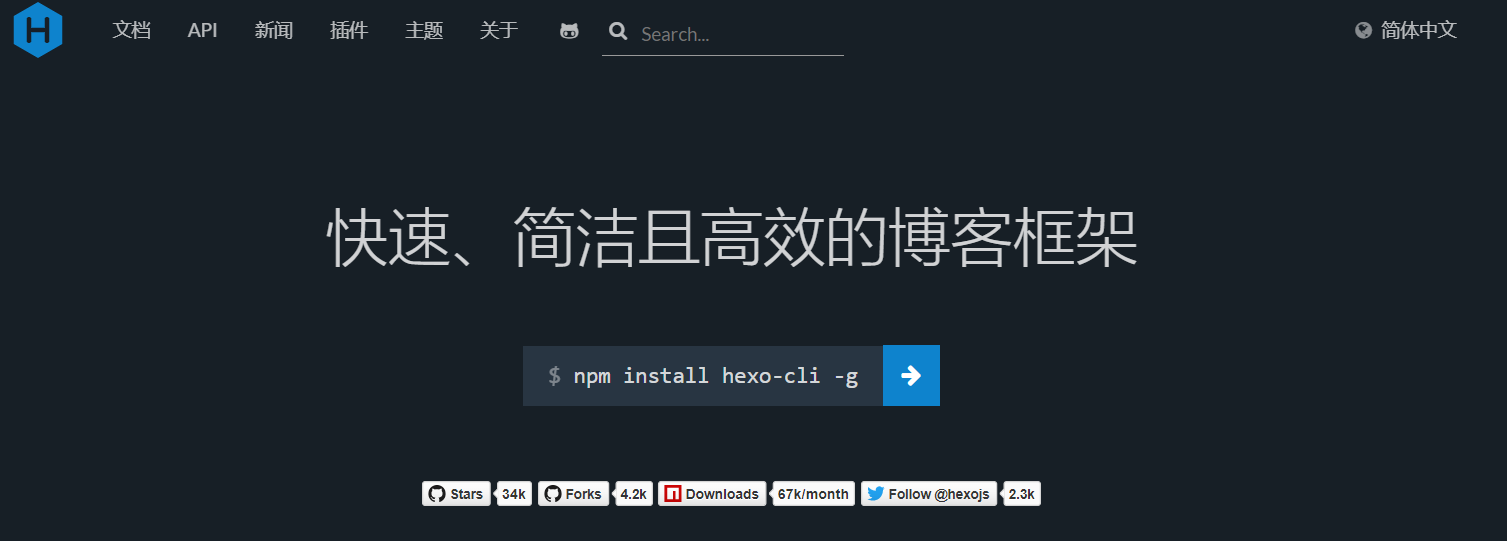 H 文档 API 新闻 插件 主题 关于 Search... 简体中文
快速、简洁且高效的博客框架
$ npm install hexo-cli -g
Stars 34k Forks 4.2k Downloads 67k/month Follow @hexojs 2.3k